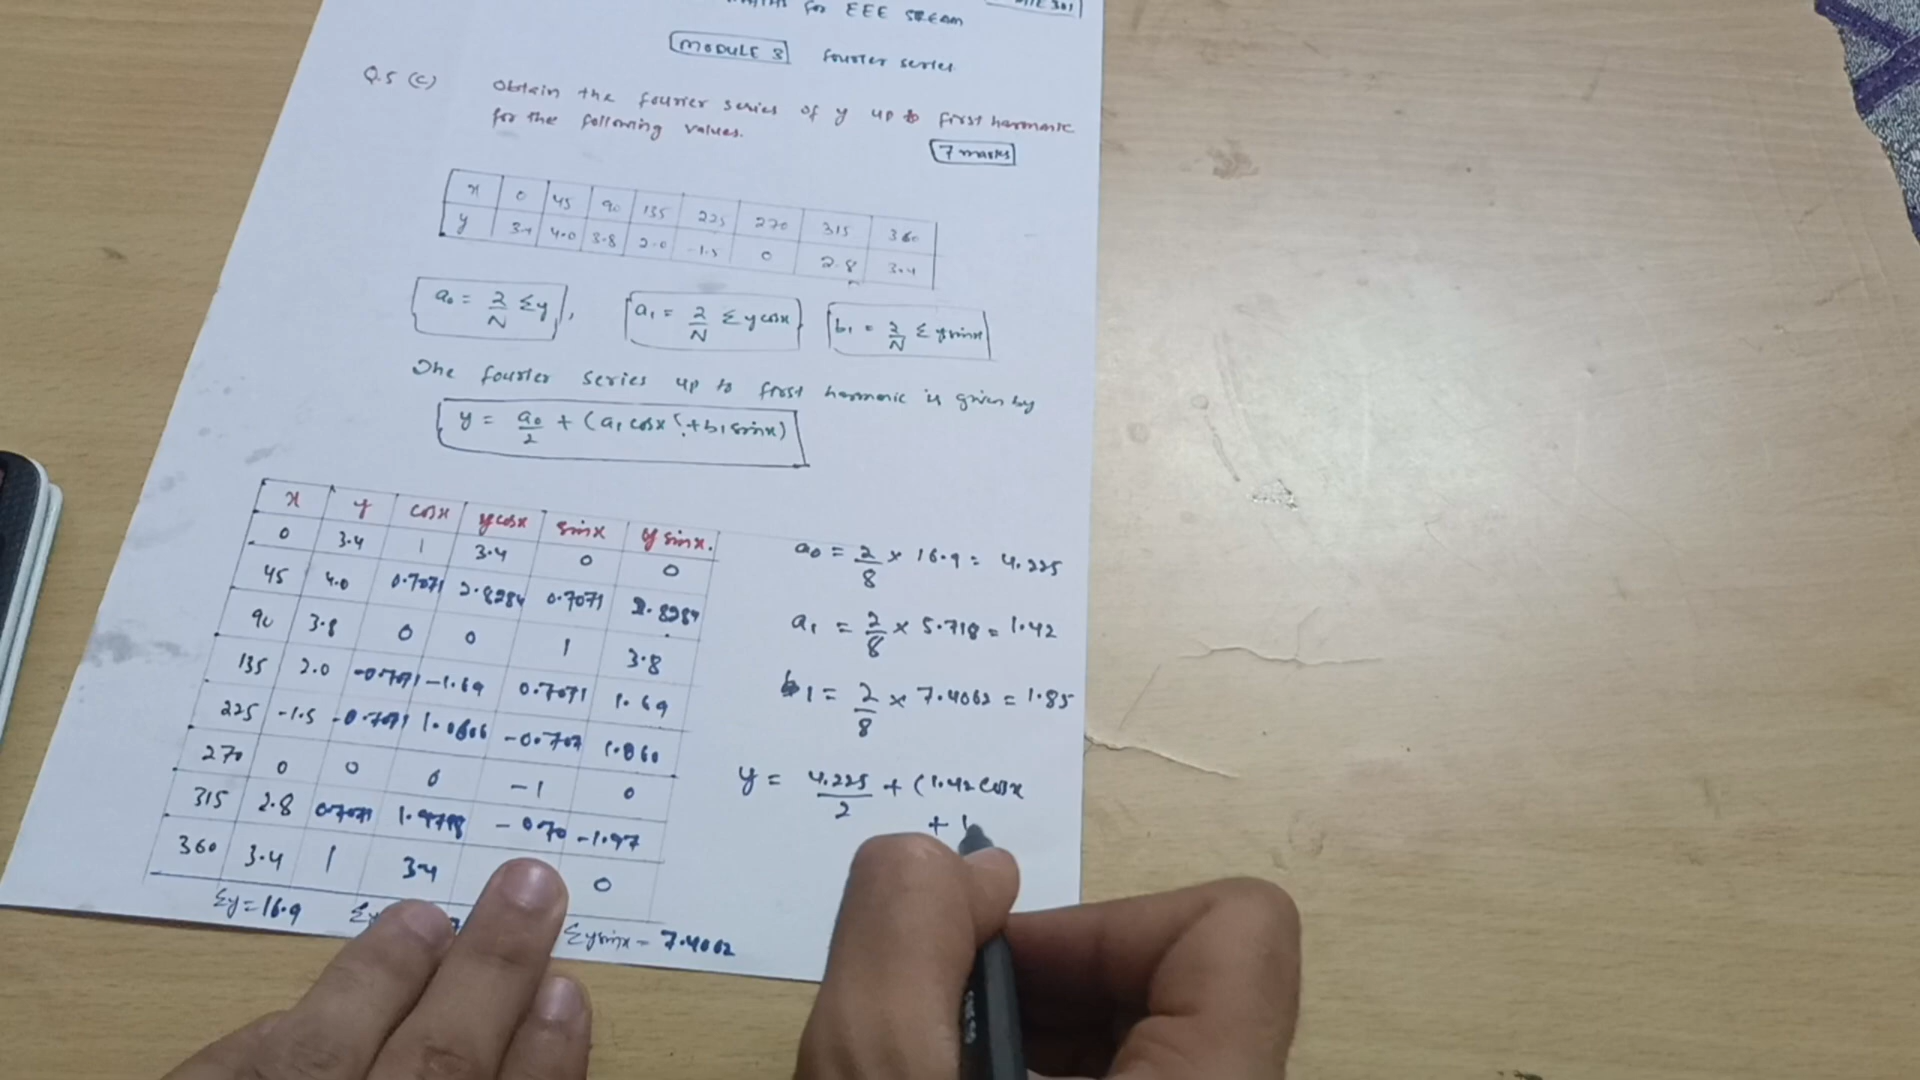 for EEE STREAM
MODULE 3 Fourier series
Q.5 (c) Obtain the fourier series of y up to first harmonic
for the following values.
7 marks
x 0 45 90 135 225 270 315 360
y 3.4 4.0 3.8 2.0 -1.5 0 2.8 3.4
a₀ = 2/N Σy, a₁ = 2/N Σ y cosx b₁ = 2/N Σ y sinx
The fourier series up to first harmonic is given by
y = a₀/2 + (a₁ cosx + b₁ sinx)
x y cosx ycosx sinx y sinx.
0 3.4 1 3.4 0 0
45 4.0 0.7071 2.8284 0.7071 2.8284
90 3.8 0 0 1 3.8
135 2.0 -0.7071 -1.69 0.7071 1.69
225 -1.5 -0.7071 1.0606 -0.707 1.060
270 0 0 0 -1 0
315 2.8 0.7071 1.9798 -0.70 -1.97
360 3.4 1 3.4 0
Σy = 16.9 Σysinx = 7.4062
a₀ = 2/8 × 16.9 = 4.225
a₁ = 2/8 × 5.718 = 1.42
b₁ = 2/8 × 7.4062 = 1.85
y = 4.225/2 + (1.42 cosx
+ 1